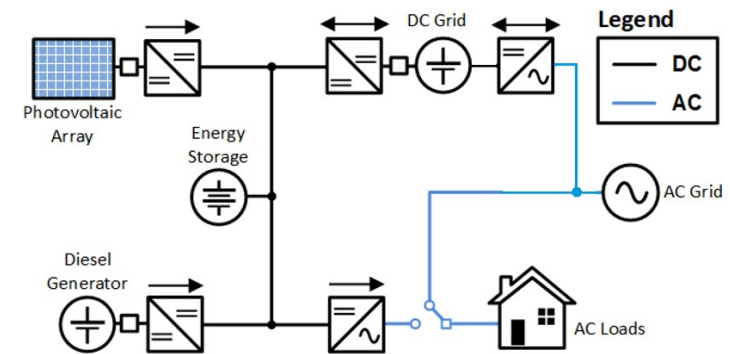 DC Grid
Legend
DC
AC
Photovoltaic
Array
Energy
Storage
AC Grid
Diesel
Generator
AC Loads